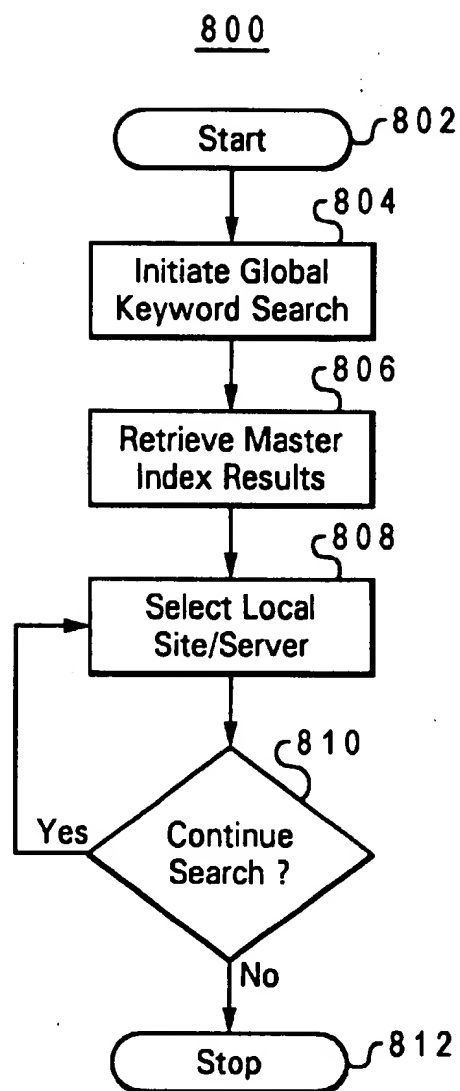 800
Start
802
804
Initiate Global
Keyword Search
806
Retrieve Master
Index Results
808
Select Local
Site/Server
810
Yes
Continue
Search ?
No
Stop
812